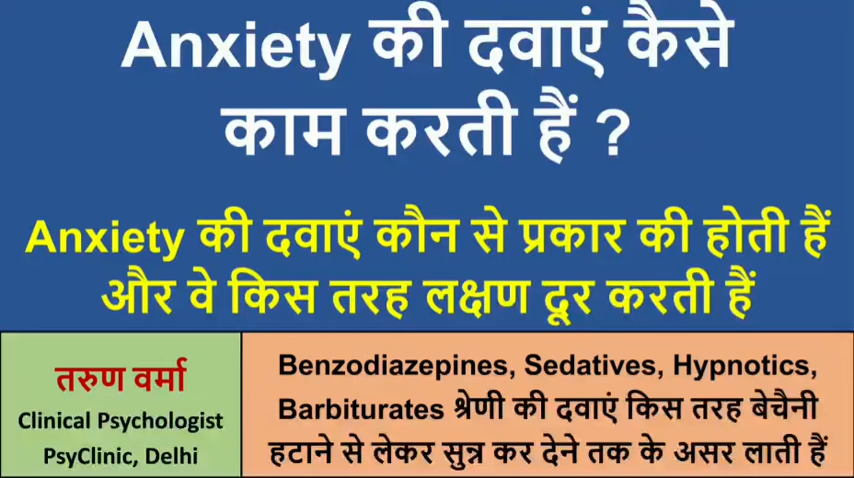 Anxiety की दवाएं कैसे
काम करती हैं ?
Anxiety की दवाएं कौन से प्रकार की होती हैं
और वे किस तरह लक्षण दूर करती हैं
तरुण वर्मा
Clinical Psychologist
PsyClinic, Delhi
Benzodiazepines, Sedatives, Hypnotics,
Barbiturates श्रेणी की दवाएं किस तरह बेचैनी
हटाने से लेकर सुन्न कर देने तक के असर लाती हैं